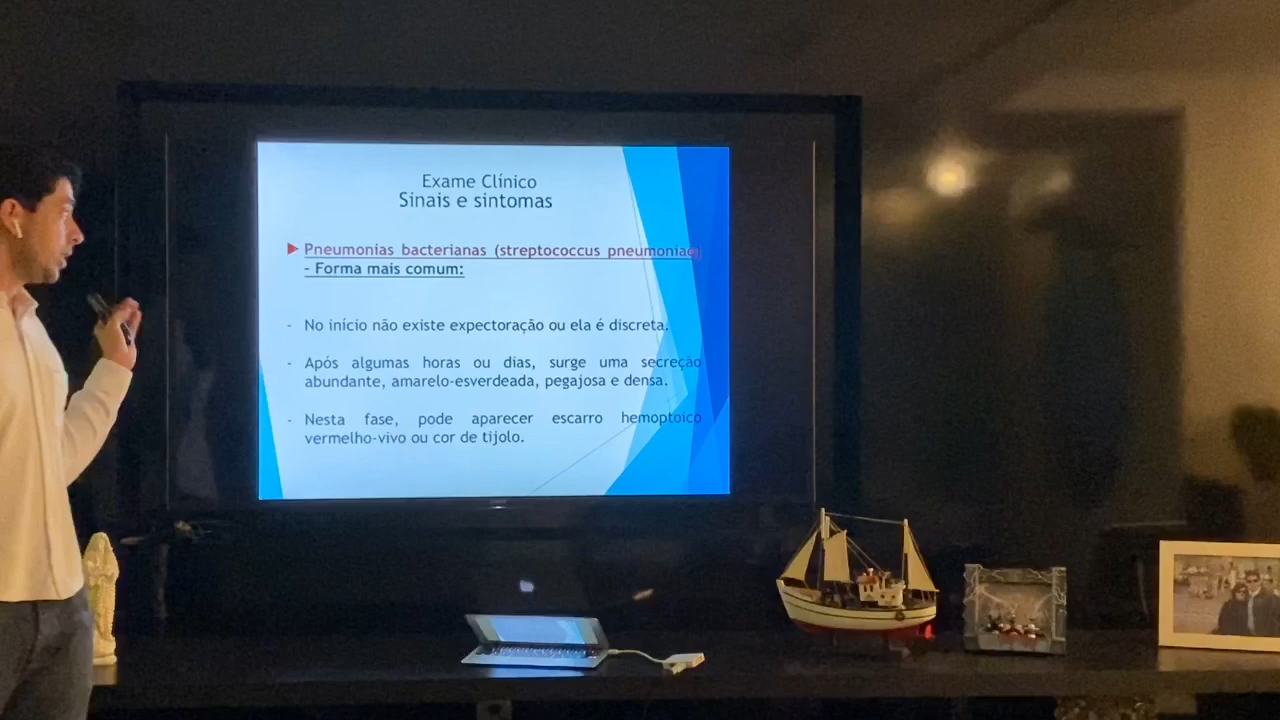 Exame Clínico
Sinais e sintomas
Pneumonias bacterianas (streptococcus pneumoniae)
- Forma mais comum:
- No início não existe expectoração ou ela é discreta.
- Após algumas horas ou dias, surge uma secreção
abundante, amarelo-esverdeada, pegajosa e densa.
- Nesta fase, pode aparecer escarro hemoptoico
vermelho-vivo ou cor de tijolo.